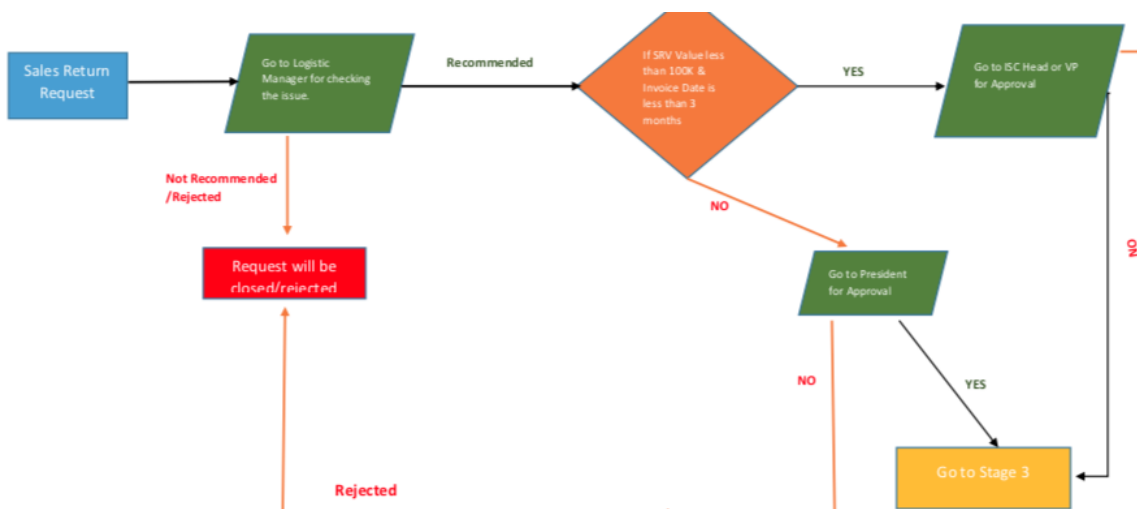 Sales Return
Request
Go to Logistic
Manager for checking
the issue.
Recommended
If SRV Value less
than 100K &
Invoice Date is
less than 3
months
YES
Go to ISC Head or VP
for Approval
Not Recommended
/Rejected
NO
NO
Request will be
closed/rejected
Go to President
for Approval
NO
YES
Go to Stage 3
Rejected